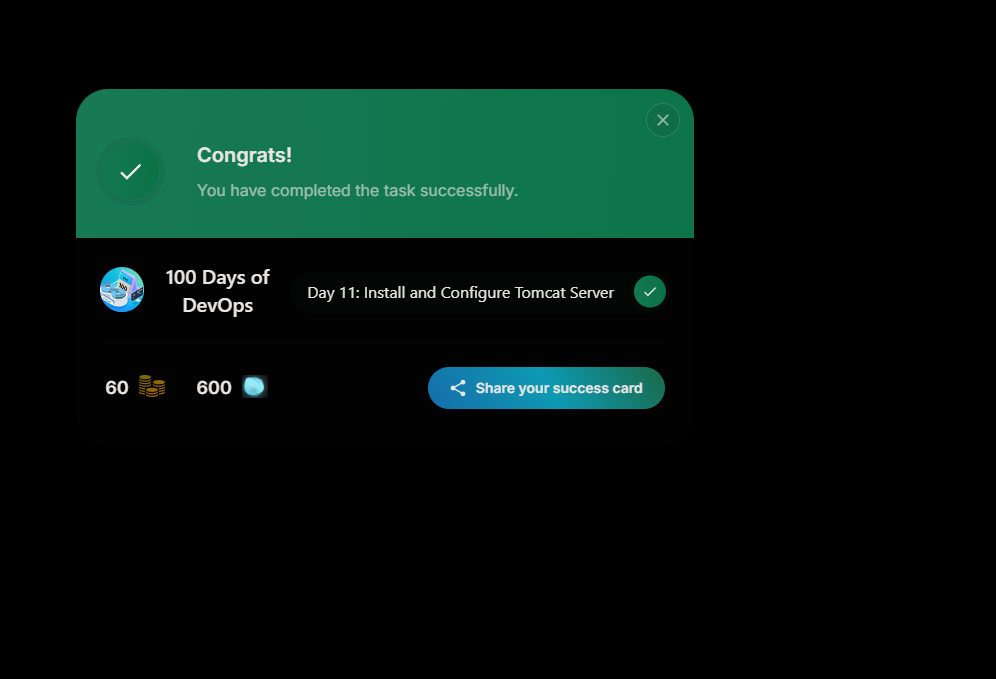 Congrats!
You have completed the task successfully.
100 Days of
DevOps
Day 11: Install and Configure Tomcat Server
60
600
Share your success card